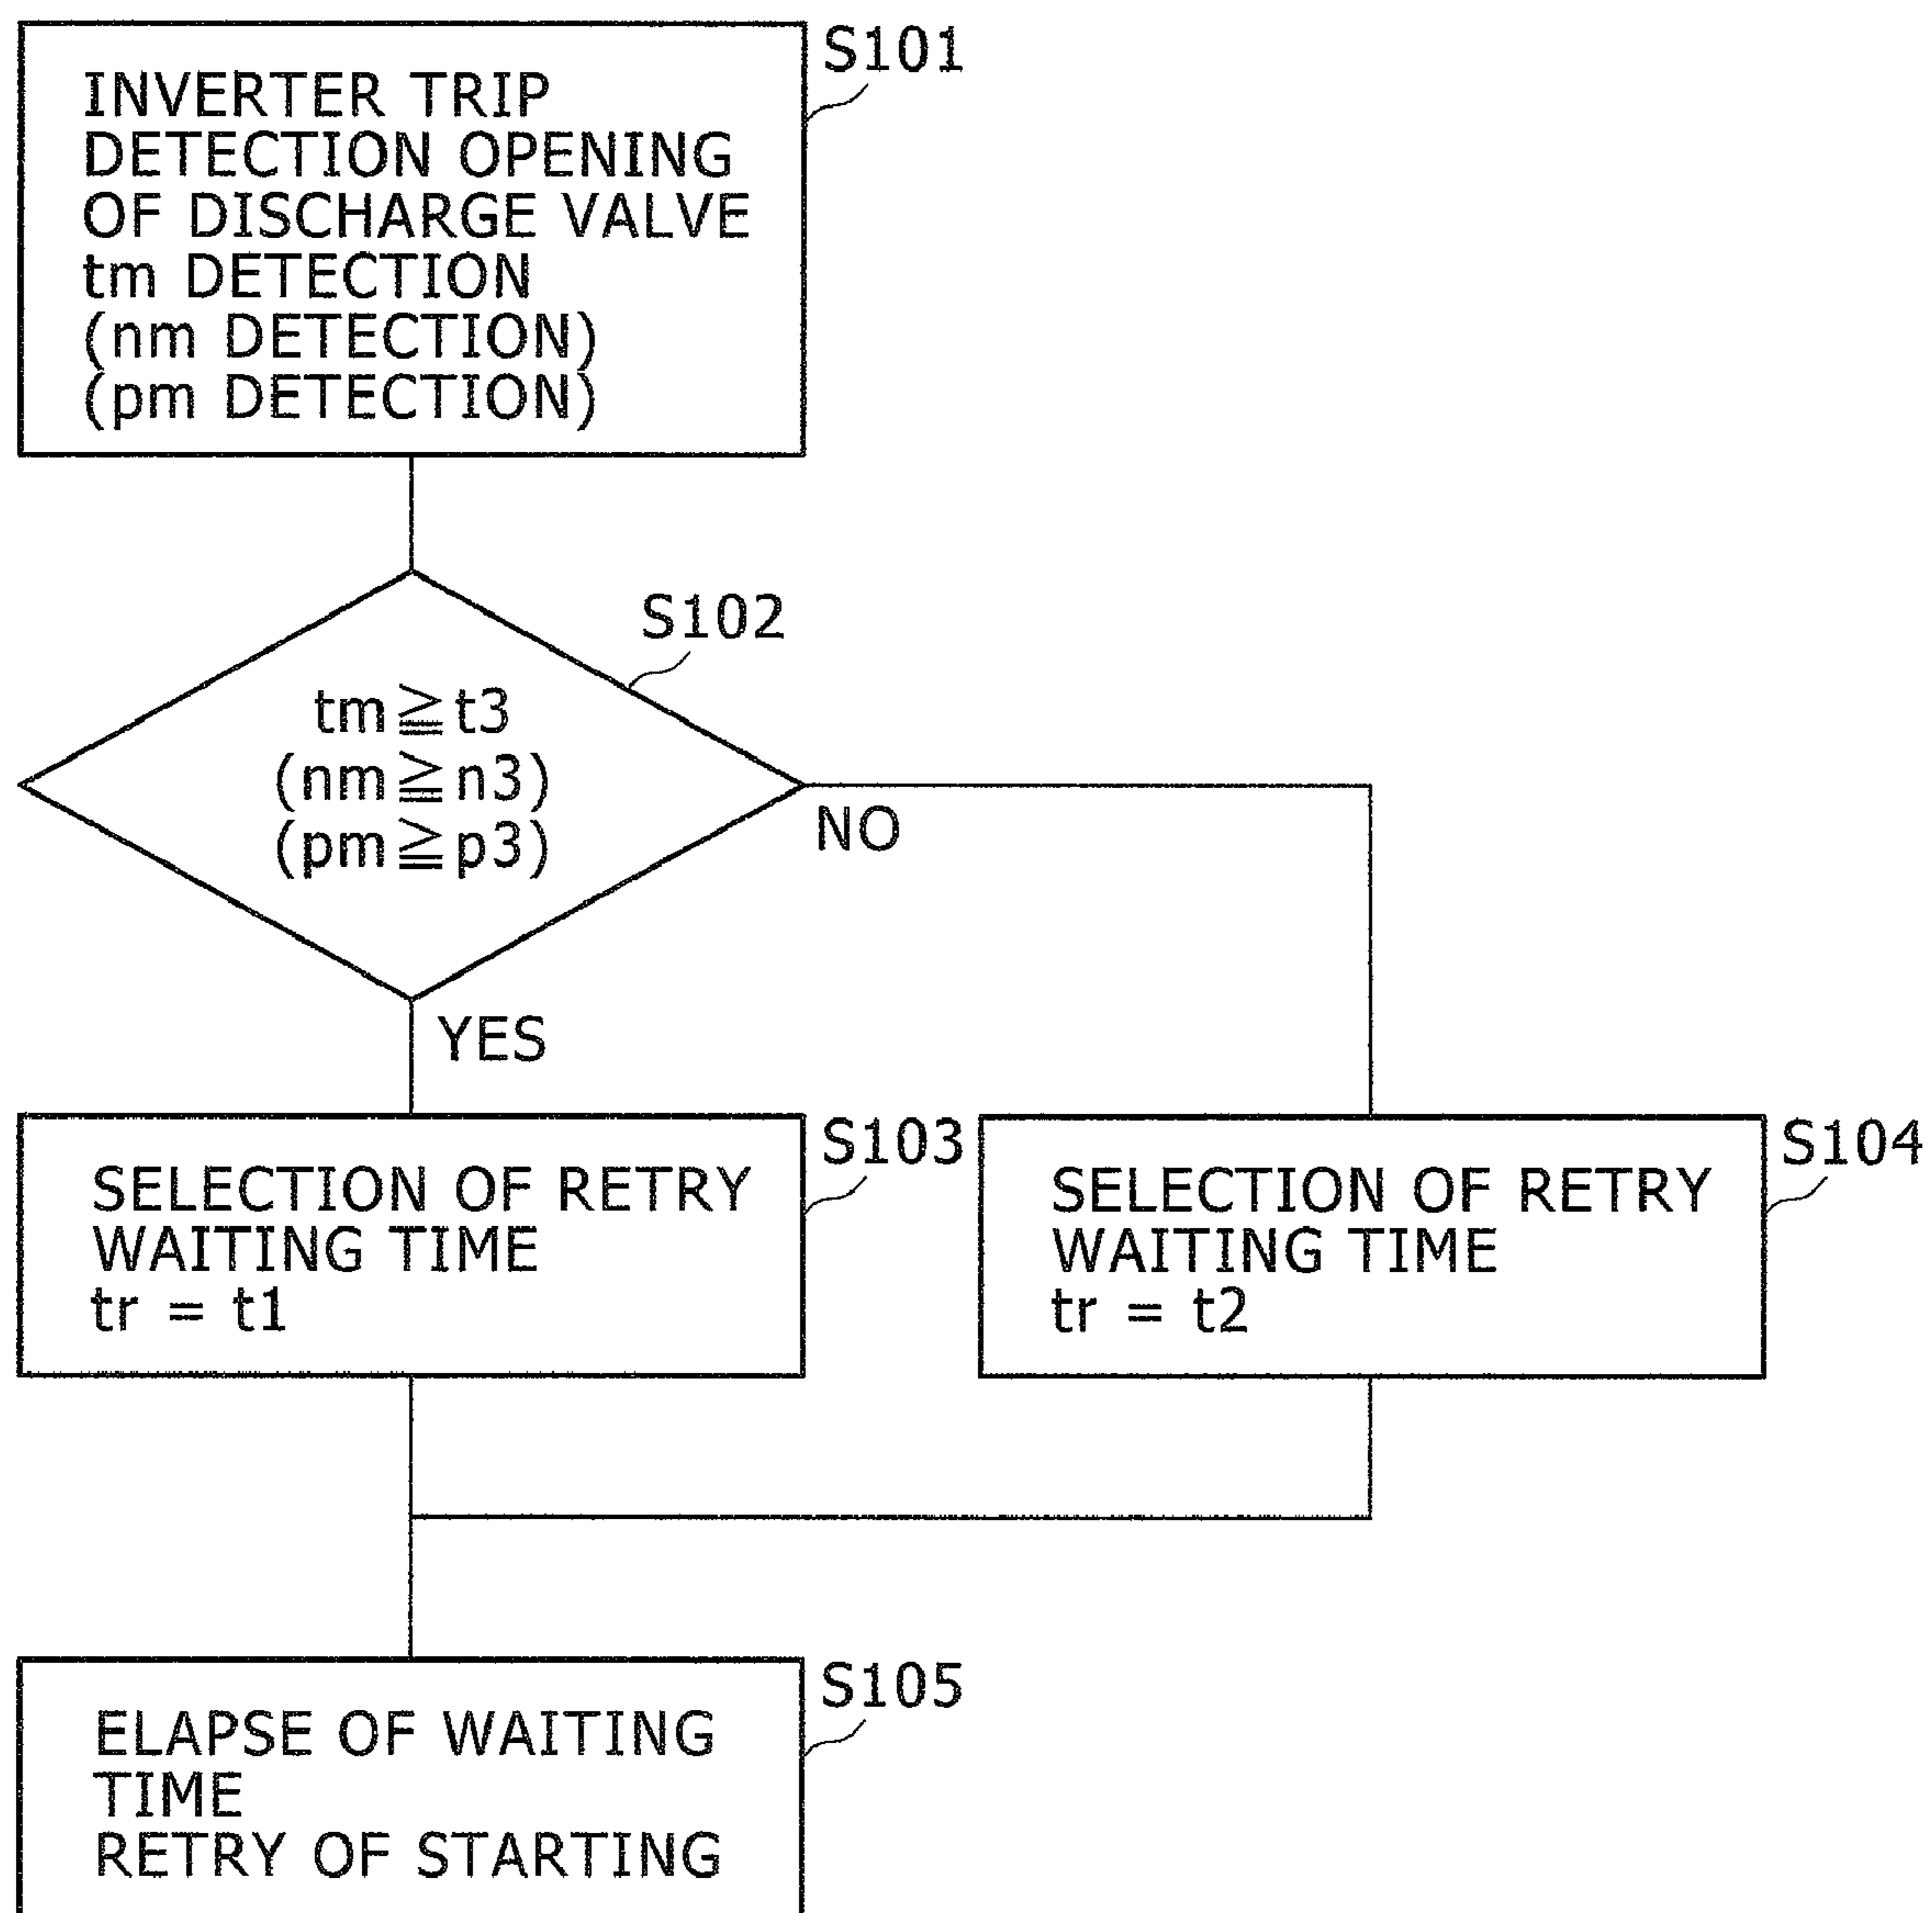 S101
INVERTER TRIP
DETECTION OPENING
OF DISCHARGE VALVE
tm DETECTION
(nm DETECTION)
(pm DETECTION)
S102
tm≧t3
(nm≧n3)
(pm≧p3)
NO
YES
S103
SELECTION OF RETRY
WAITING TIME
tr = t1
S104
SELECTION OF RETRY
WAITING TIME
tr = t2
S105
ELAPSE OF WAITING
TIME
RETRY OF STARTING